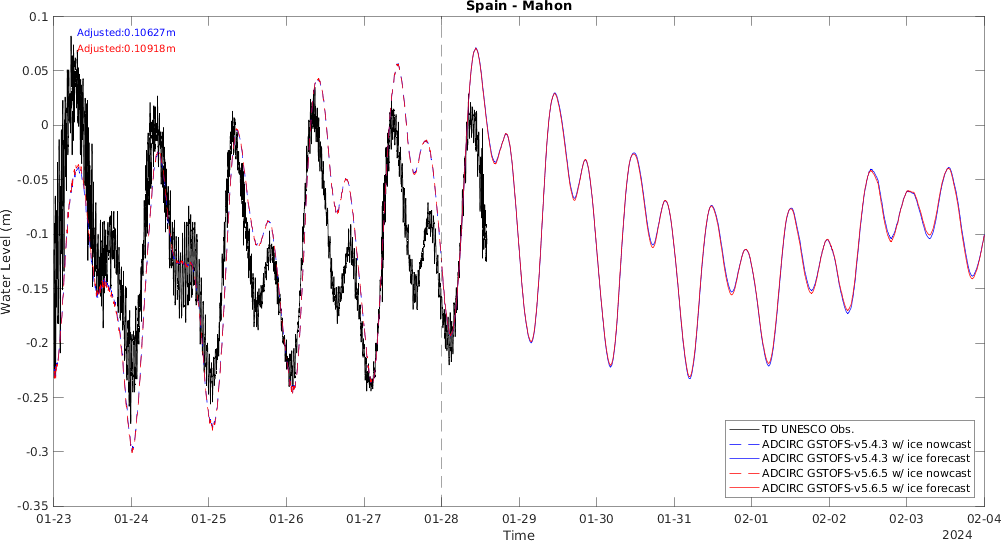 Spain - Mahon
Adjusted:0.10627m
Adjusted:0.10918m
Water Level (m)
0.1
0.05
0
-0.05
-0.1
-0.15
-0.2
-0.25
-0.3
-0.35
TD UNESCO Obs.
ADCIRC GSTOFS-v5.4.3 w/ ice nowcast
ADCIRC GSTOFS-v5.4.3 w/ ice forecast
ADCIRC GSTOFS-v5.6.5 w/ ice nowcast
ADCIRC GSTOFS-v5.6.5 w/ ice forecast
01-23 01-24 01-25 01-26 01-27 01-28 01-29 01-30 01-31 02-01 02-02 02-03 02-04
Time
2024